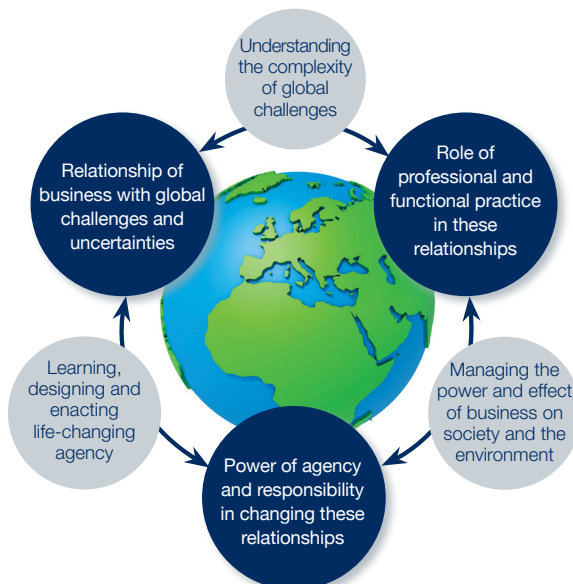 Understanding
the complexity
of global
challenges
Relationship of
business with global
challenges and
uncertainties
Role of
professional and
functional practice
in these
relationships
Learning,
designing and
enacting
life-changing
agency
Managing the
power and effect
of business on
society and the
environment
Power of agency
and responsibility
in changing these
relationships